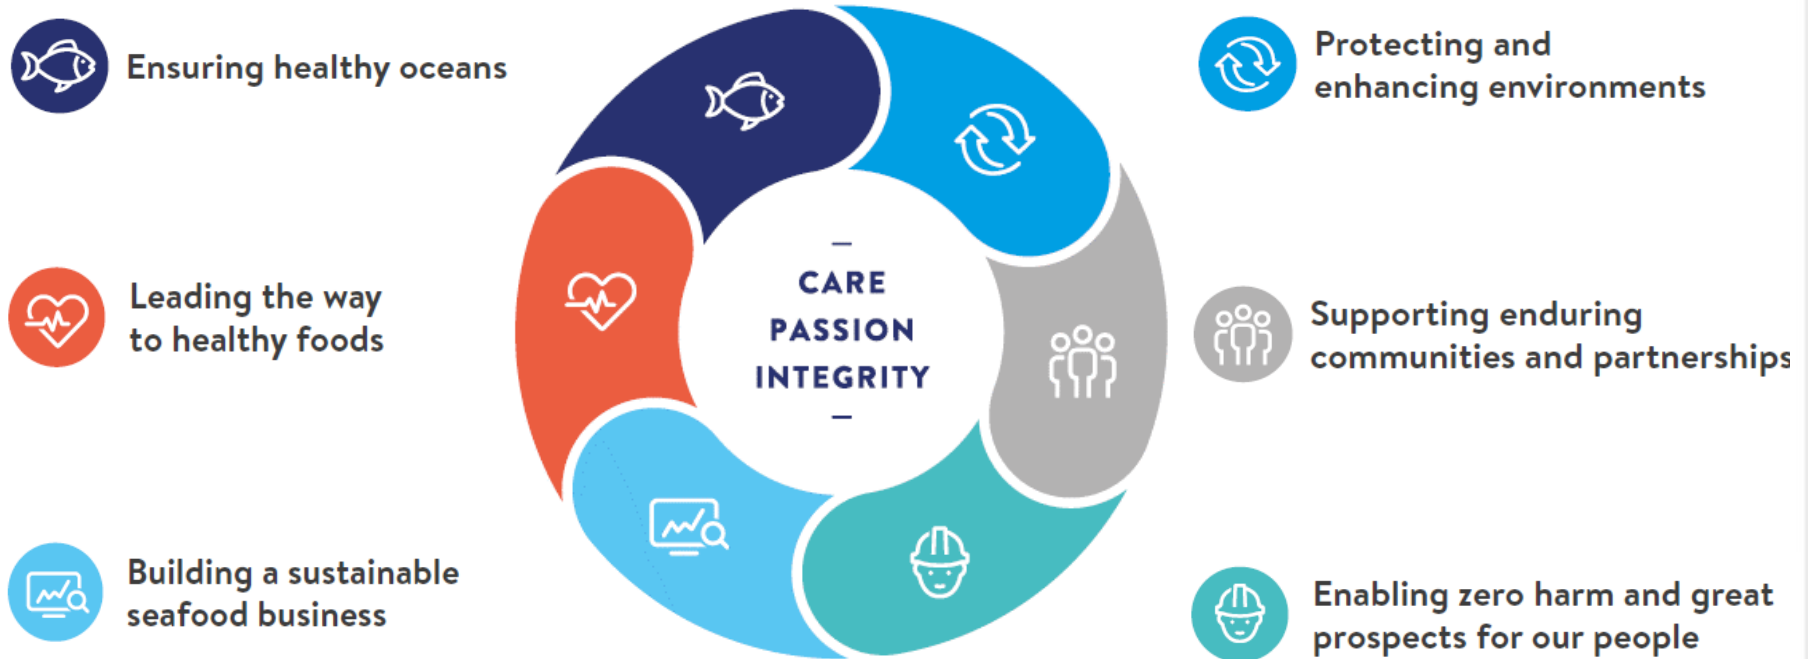 Ensuring healthy oceans
Leading the way
to healthy foods
Building a sustainable
seafood business
CARE
PASSION
INTEGRITY
Protecting and
enhancing environments
Supporting enduring
communities and partnerships
Enabling zero harm and great
prospects for our people